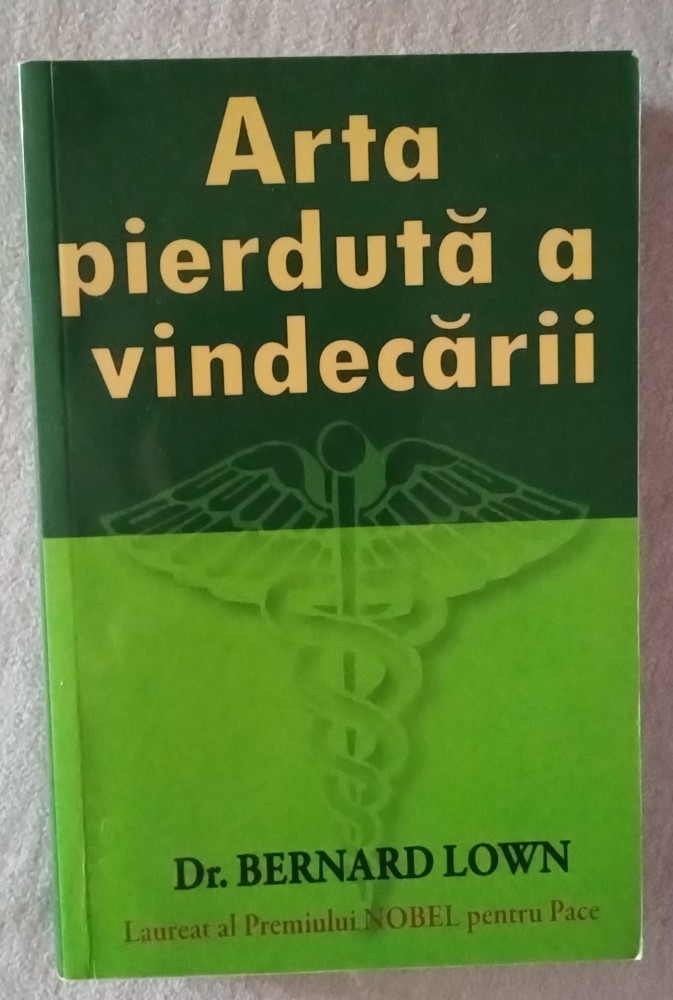 Arta
pierdută a
vindecării
Dr. BERNARD LOWN
Laureat al Premiului NOBEL pentru Pace